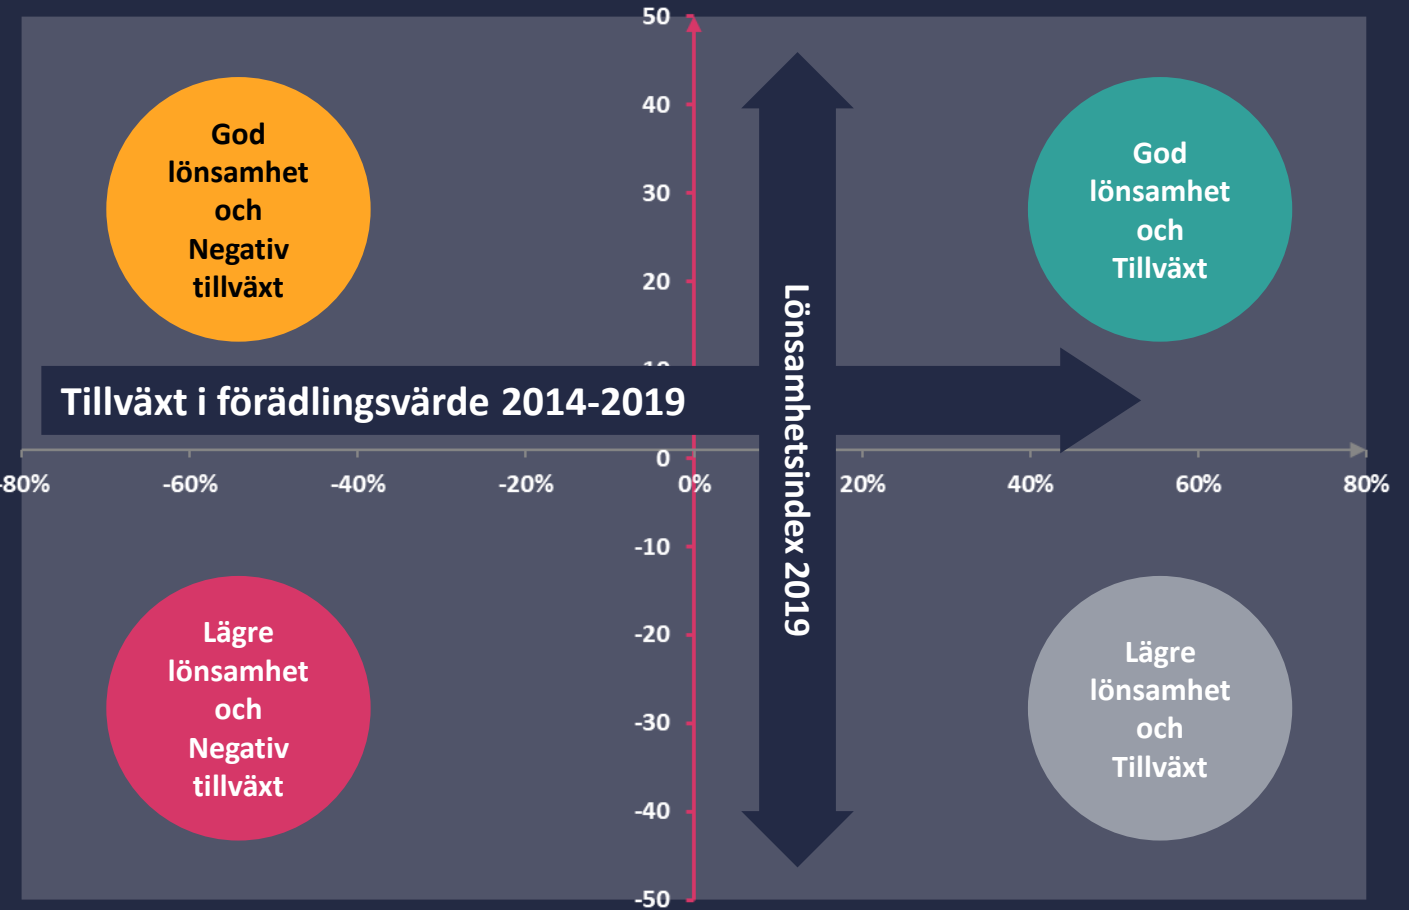 50
40
30
20
10
0
-10
-20
-30
-40
-50
-80%
-60%
-40%
-20%
0%
20%
40%
60%
80%
God
lönsamhet
och
Negativ
tillväxt
God
lönsamhet
och
Tillväxt
Tillväxt i förädlingsvärde 2014-2019
Lönsamhetsindex 2019
Lägre
lönsamhet
och
Negativ
tillväxt
Lägre
lönsamhet
och
Tillväxt